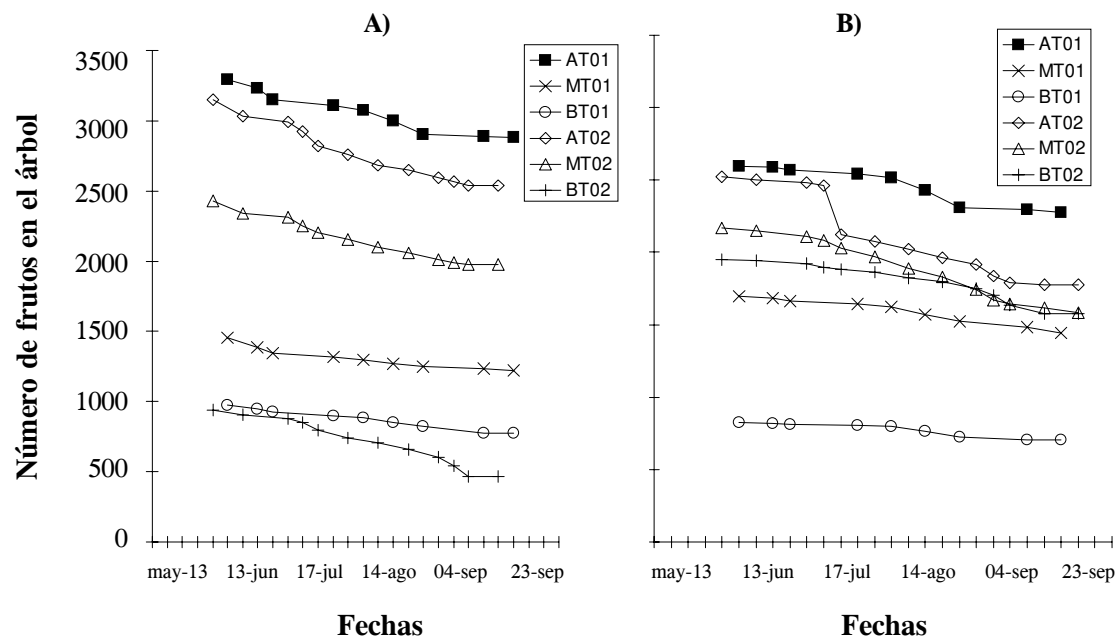 A)
B)
Número de frutos en el árbol
3500
3000
2500
2000
1500
1000
500
0
AT01
MT01
BT01
AT02
MT02
BT02
AT01
MT01
BT01
AT02
MT02
BT02
may-13 13-jun 17-jul 14-ago 04-sep 23-sep
may-13 13-jun 17-jul 14-ago 04-sep 23-sep
Fechas
Fechas